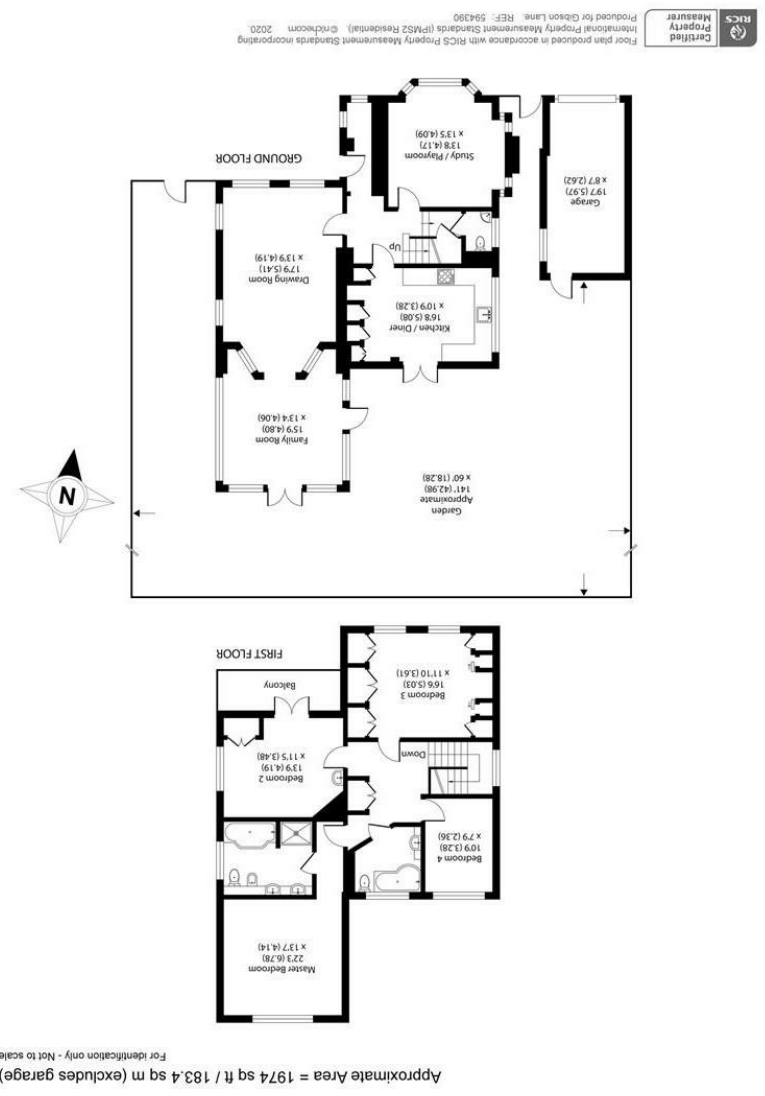 Approximate Area = 1974 sq ft / 183.4 sq m (excludes garage)
For identification only - Not to scale
Master Bedroom
22'3 (6.78)
x 13'7 (4.14)
Bedroom 4
10'9 (3.28)
x 7'9 (2.36)
Bedroom 2
13'9 (4.19)
x 11'5 (3.48)
Down
Bedroom 3
16'6 (5.03)
x 11'10 (3.61)
Balcony
FIRST FLOOR
Garden
Approximate
141' (42.98)
x 60' (18.28)
N
Family Room
15'9 (4.80)
x 13'4 (4.06)
Kitchen / Diner
16'8 (5.08)
x 10'9 (3.28)
Drawing Room
17'9 (5.41)
x 13'9 (4.19)
Up
Garage
19'7 (5.97)
x 8'7 (2.62)
Study / Playroom
13'8 (4.17)
x 13'5 (4.09)
GROUND FLOOR
Certified
Property
Measurer
RICS
Floor plan produced in accordance with RICS Property Measurement Standards incorporating
International Property Measurement Standards (IPMS2 Residential). ©nichecom 2020.
Produced for Gibson Lane. REF: 594390